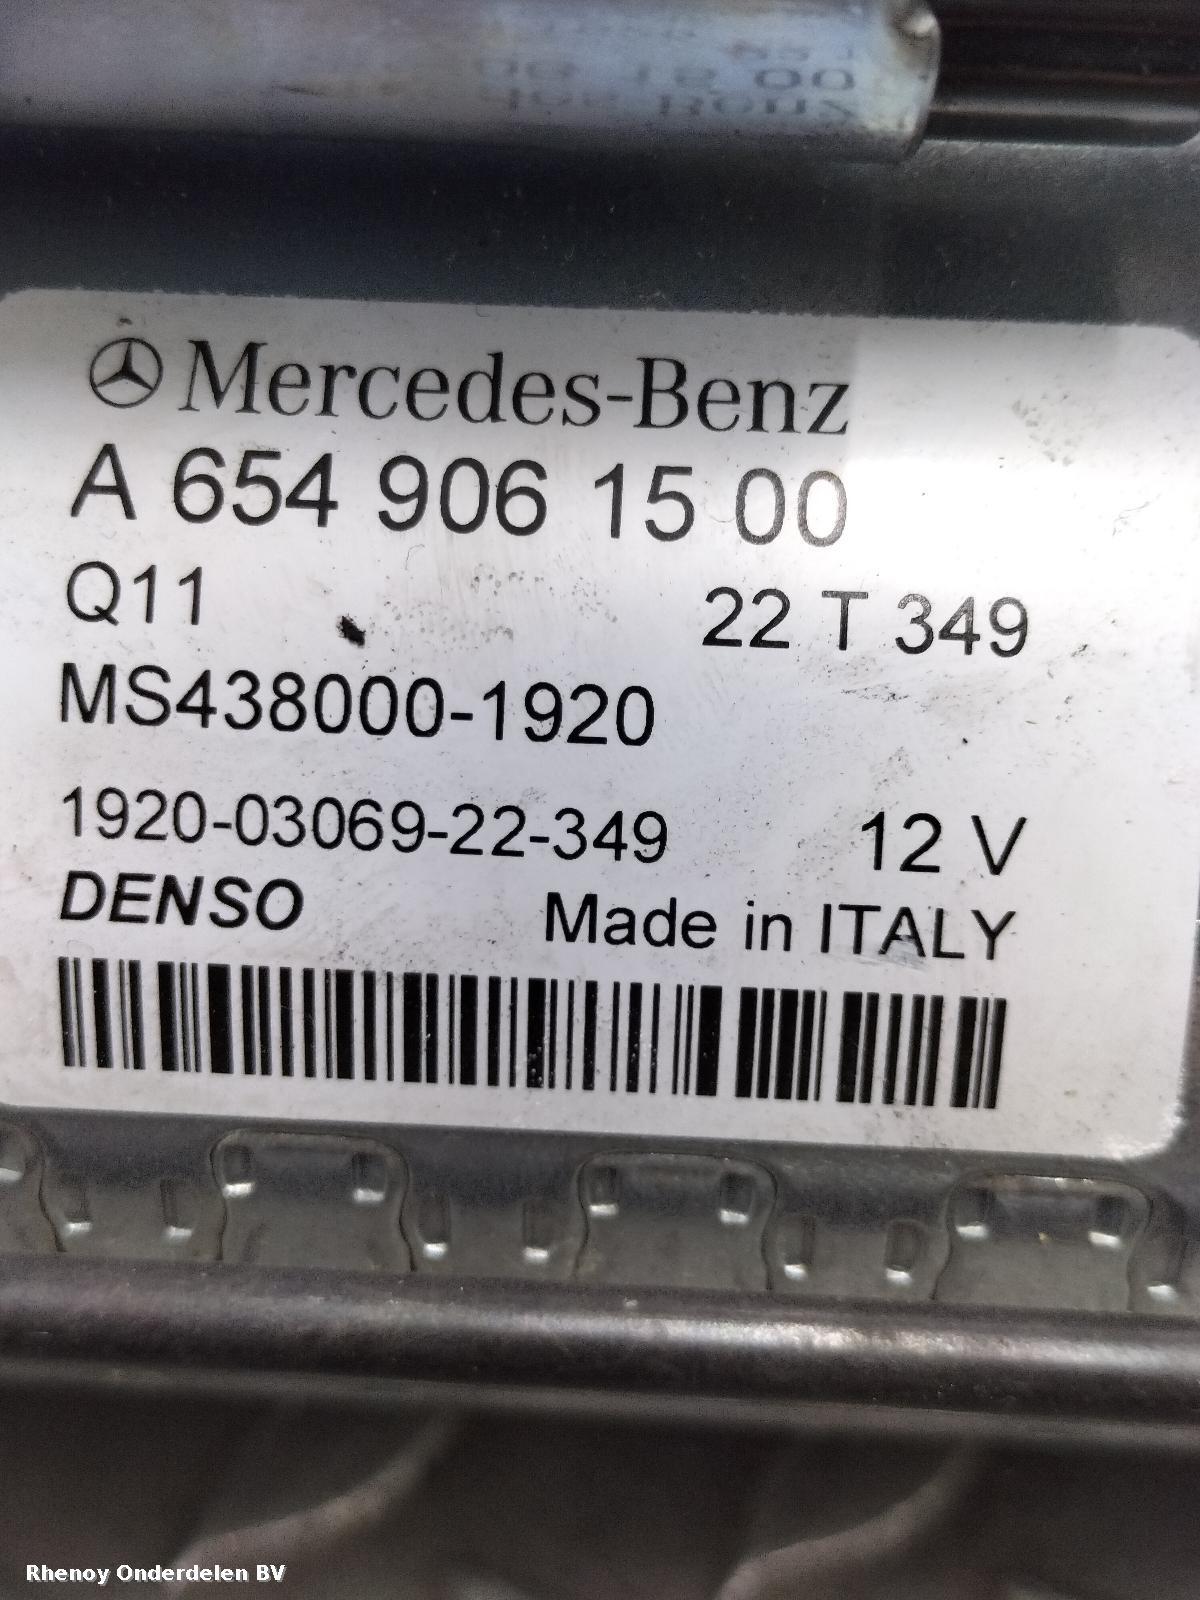 Mercedes-Benz
A 654 906 15 00
Q11 22 T 349
MS438000-1920
1920-03069-22-349 12 V
DENSO Made in ITALY
Rhenoy Onderdelen BV